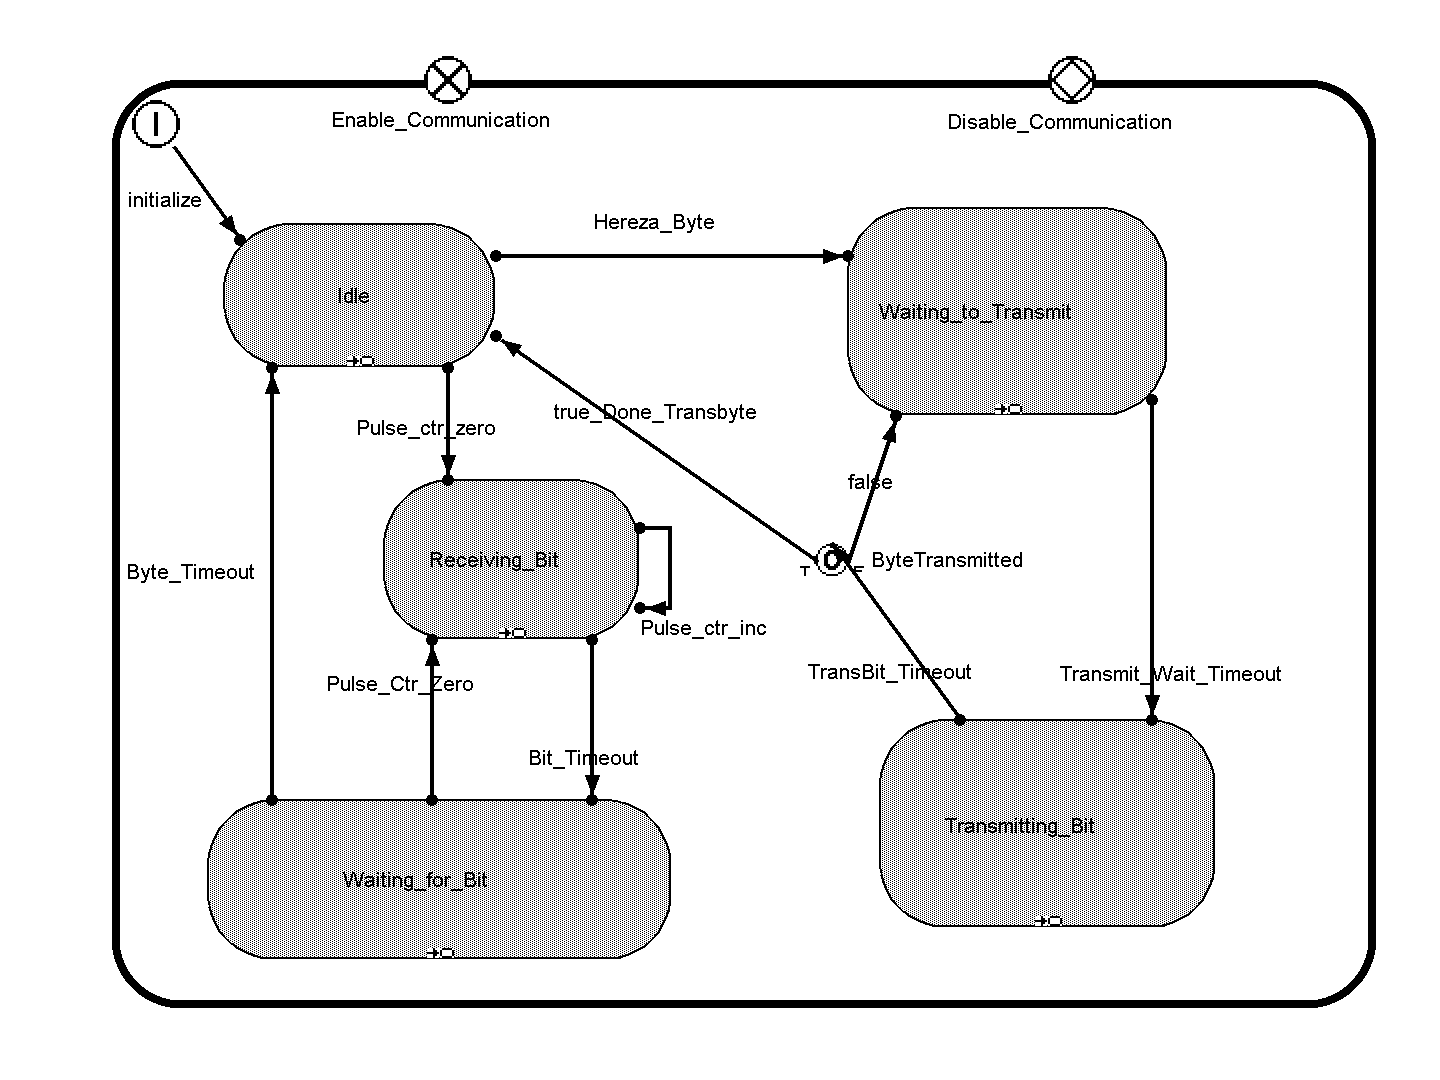 Enable_Communication
Disable_Communication
I
initialize
Hereza_Byte
Idle
Waiting_to_Transmit
true_Done_Transbyte
Pulse_ctr_zero
false
Receiving_Bit
O
T
F
ByteTransmitted
Byte_Timeout
Pulse_ctr_inc
TransBit_Timeout
Transmit_Wait_Timeout
Pulse_Ctr_Zero
Bit_Timeout
Transmitting_Bit
Waiting_for_Bit